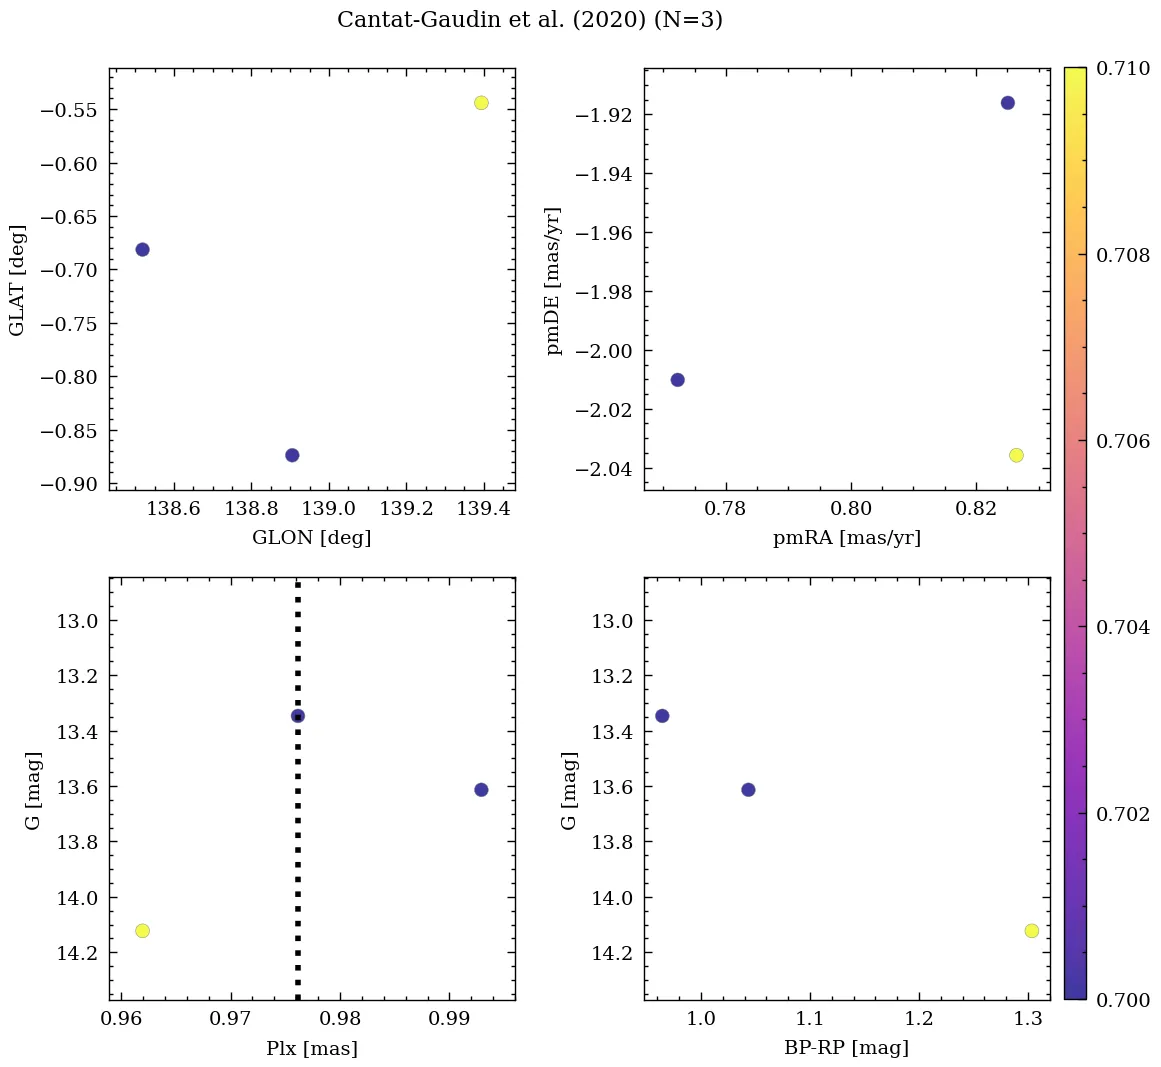 Cantat-Gaudin et al. (2020) (N=3)
−0.55
−0.60
−0.65
−0.70
−0.75
−0.80
−0.85
−0.90
GLAT [deg]
138.6 138.8 139.0 139.2 139.4
GLON [deg]
−1.92
−1.94
−1.96
−1.98
−2.00
−2.02
−2.04
pmDE [mas/yr]
0.78 0.80 0.82
pmRA [mas/yr]
13.0
13.2
13.4
13.6
13.8
14.0
14.2
G [mag]
0.96 0.97 0.98 0.99
Plx [mas]
13.0
13.2
13.4
13.6
13.8
14.0
14.2
G [mag]
1.0 1.1 1.2 1.3
BP-RP [mag]
0.710
0.708
0.706
0.704
0.702
0.700